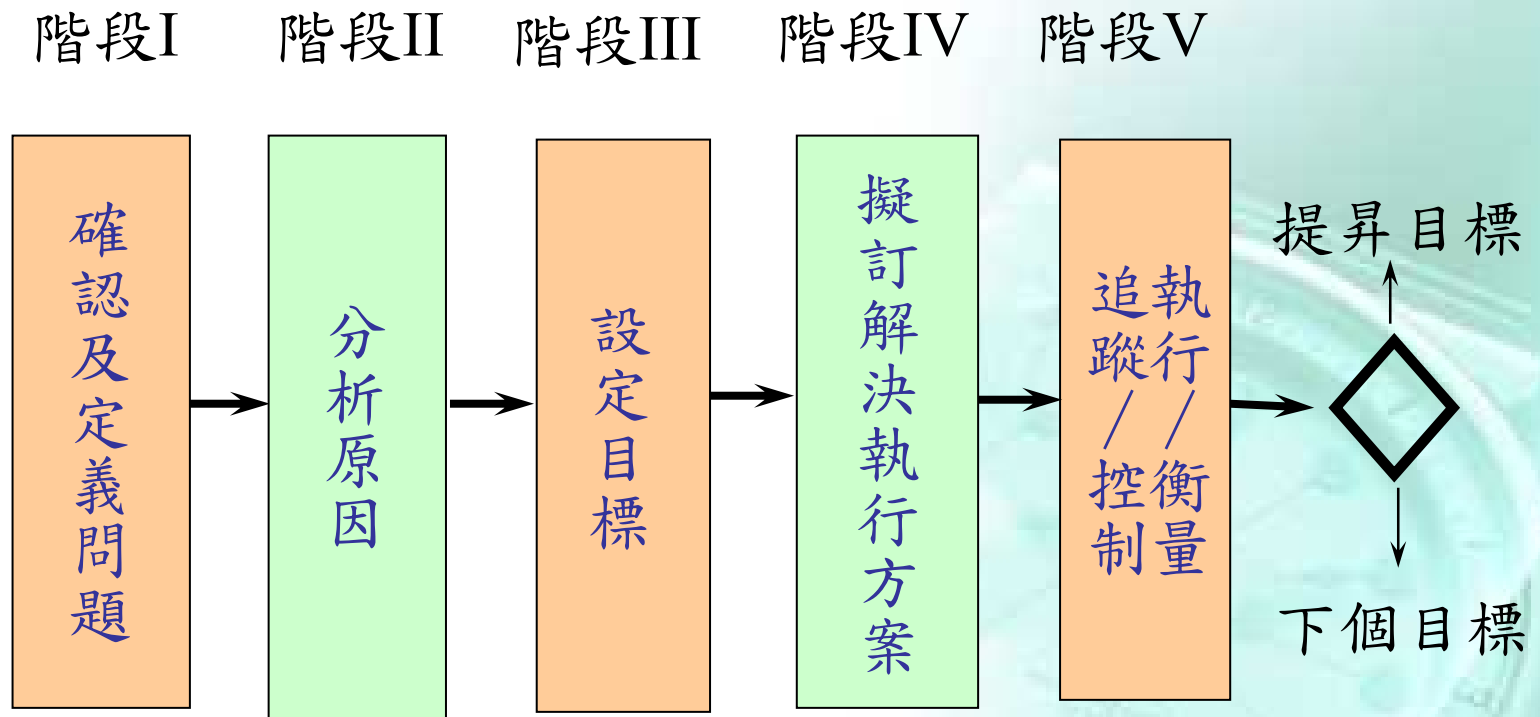 階段I
階段II
階段III
階段IV
階段V
確認及定義問題
分析原因
設定目標
擬訂解決執行方案
執行/衡量
追蹤/控制
提昇目標
下個目標